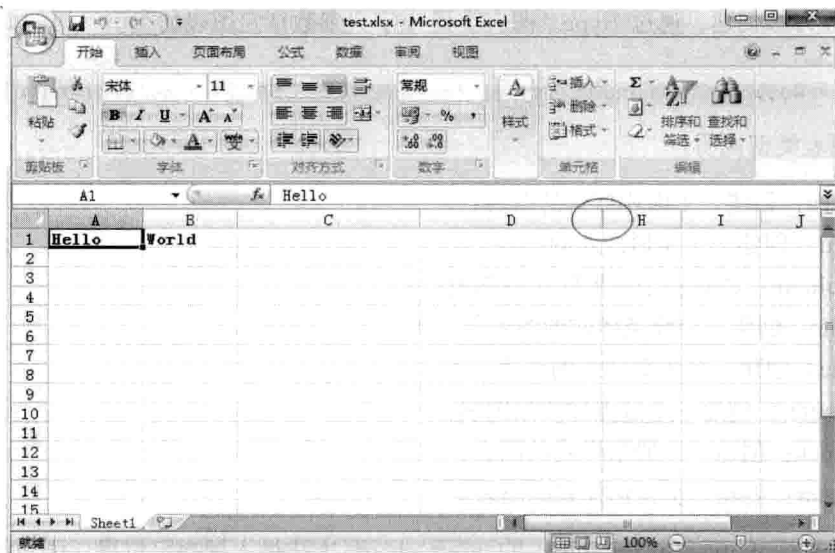 test.xlsx - Microsoft Excel
开始 插入 页面布局 公式 数据 审阅 视图
粘贴 宋体 11 常规 样式 插入 删除 格式 排序和筛选 查找和选择
B I U A A
A 变 % ,
剪贴板 字体 对齐方式 数字 单元格 编辑
A1 fx Hello
A B C D H I J
1 Hello World
2
3
4
5
6
7
8
9
10
11
12
13
14
15
Sheet1
就绪 100%